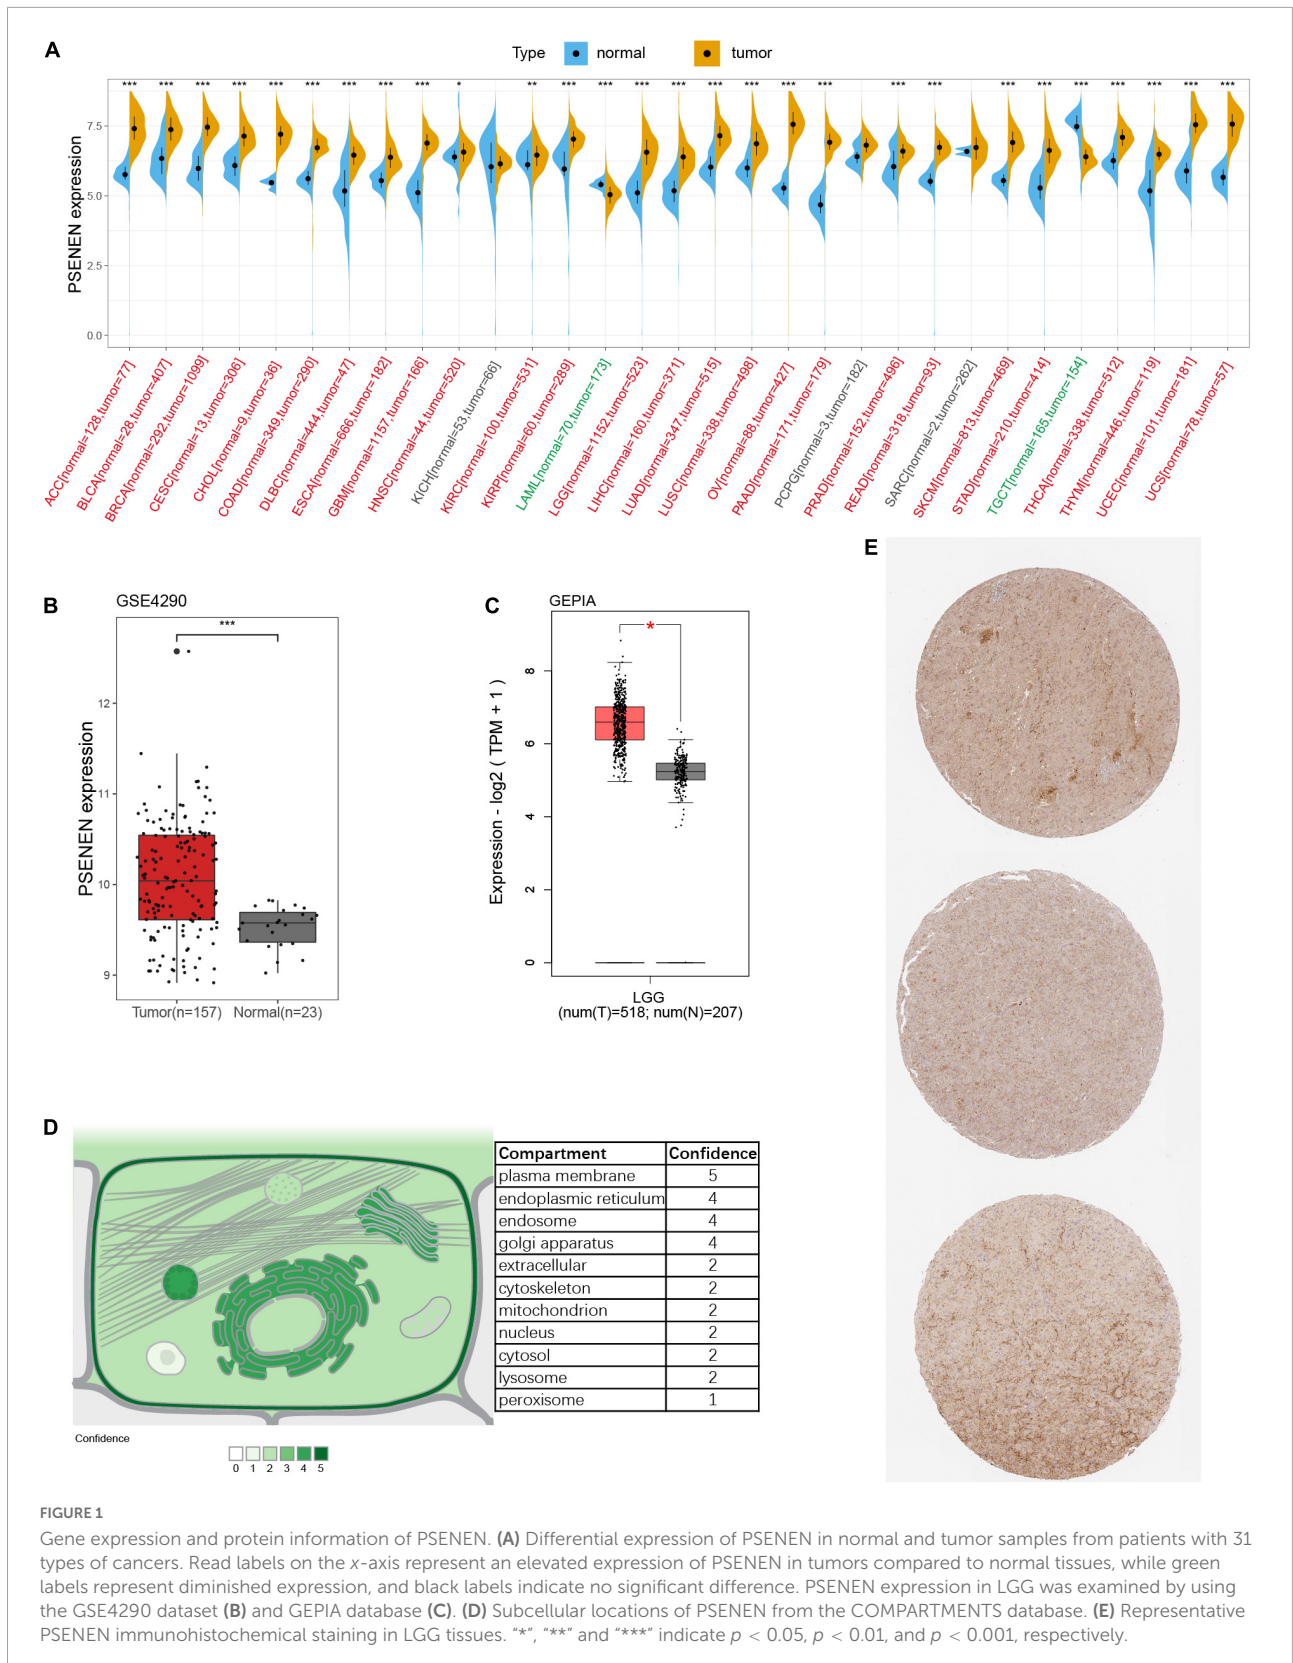 A
Type normal tumor
*** *** *** *** *** *** *** *** *** * ** *** *** *** *** *** *** *** *** *** *** *** *** *** *** *** *** ***
PSENEN expression
7.5
5.0
2.5
0.0
ACC[normal=128,tumor=77]
BLCA[normal=28,tumor=407]
BRCA[normal=292,tumor=1099]
CESC[normal=13,tumor=306]
CHOL[normal=9,tumor=36]
COAD[normal=349,tumor=290]
DLBC[normal=444,tumor=47]
ESCA[normal=666,tumor=182]
GBM[normal=1157,tumor=166]
HNSC[normal=44,tumor=520]
KICH[normal=53,tumor=66]
KIRC[normal=100,tumor=531]
KIRP[normal=60,tumor=289]
LAML[normal=70,tumor=173]
LGG[normal=1152,tumor=523]
LIHC[normal=160,tumor=371]
LUAD[normal=347,tumor=515]
LUSC[normal=338,tumor=498]
OV[normal=88,tumor=427]
PAAD[normal=171,tumor=179]
PCPG[normal=3,tumor=182]
PRAD[normal=152,tumor=496]
READ[normal=318,tumor=93]
SARC[normal=2,tumor=262]
SKCM[normal=813,tumor=469]
STAD[normal=210,tumor=414]
TGCT[normal=165,tumor=154]
THCA[normal=338,tumor=512]
THYM[normal=446,tumor=119]
UCEC[normal=101,tumor=181]
UCS[normal=78,tumor=57]
B
GSE4290
***
PSENEN expression
12
11
10
9
Tumor(n=157) Normal(n=23)
C
GEPIA
*
Expression - log2 ( TPM + 1 )
8
6
4
2
0
LGG
(num(T)=518; num(N)=207)
D
Compartment Confidence
plasma membrane 5
endoplasmic reticulum 4
endosome 4
golgi apparatus 4
extracellular 2
cytoskeleton 2
mitochondrion 2
nucleus 2
cytosol 2
lysosome 2
peroxisome 1
Confidence
0 1 2 3 4 5
E
FIGURE 1
Gene expression and protein information of PSENEN. (A) Differential expression of PSENEN in normal and tumor samples from patients with 31
types of cancers. Read labels on the x-axis represent an elevated expression of PSENEN in tumors compared to normal tissues, while green
labels represent diminished expression, and black labels indicate no significant difference. PSENEN expression in LGG was examined by using
the GSE4290 dataset (B) and GEPIA database (C). (D) Subcellular locations of PSENEN from the COMPARTMENTS database. (E) Representative
PSENEN immunohistochemical staining in LGG tissues. "*", "**" and "***" indicate p < 0.05, p < 0.01, and p < 0.001, respectively.